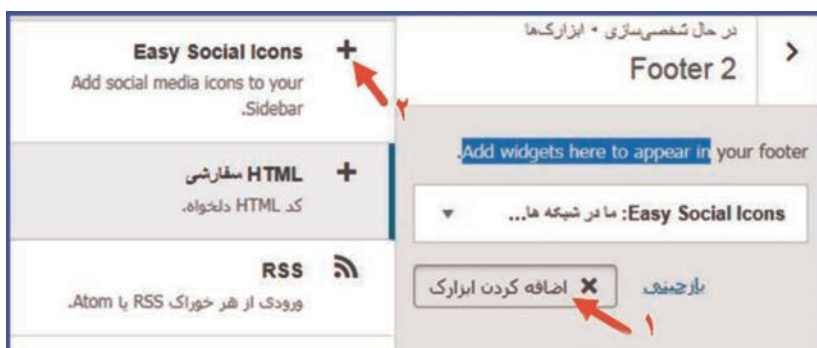 در حال شخصی‌سازی • ابزارک‌ها
Footer 2
Add widgets here to appear in your footer.
Easy Social Icons: ما در شبکه ها...
بازچینی
اضافه کردن ابزارک
۱
Easy Social Icons
Add social media icons to your
Sidebar.
۲
HTML سفارشی
کد HTML دلخواه.
RSS
ورودی از هر خوراک RSS یا Atom.